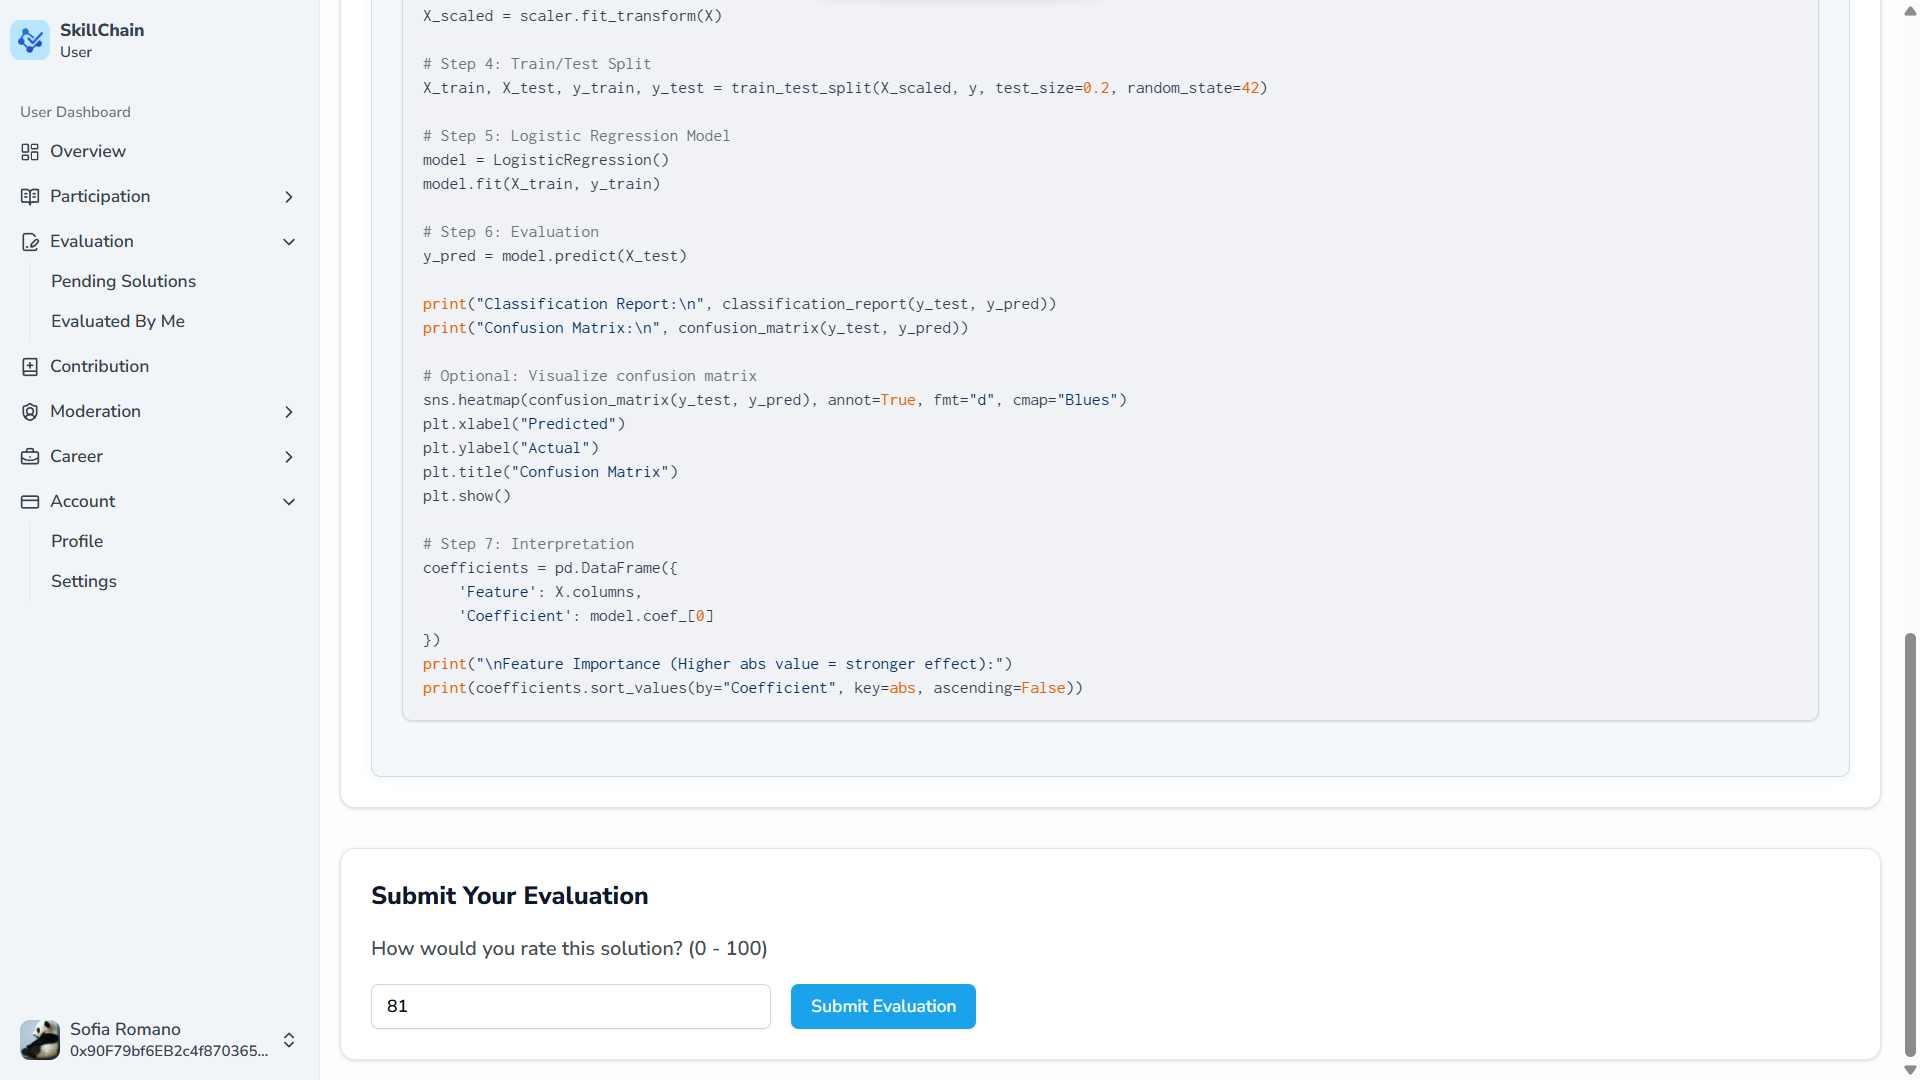 SkillChain
User
User Dashboard
Overview
Participation
Evaluation
Pending Solutions
Evaluated By Me
Contribution
Moderation
Career
Account
Profile
Settings
Sofia Romano
0x90F79bf6EB2c4f870365...
X_scaled = scaler.fit_transform(X)
# Step 4: Train/Test Split
X_train, X_test, y_train, y_test = train_test_split(X_scaled, y, test_size=0.2, random_state=42)
# Step 5: Logistic Regression Model
model = LogisticRegression()
model.fit(X_train, y_train)
# Step 6: Evaluation
y_pred = model.predict(X_test)
print("Classification Report:\n", classification_report(y_test, y_pred))
print("Confusion Matrix:\n", confusion_matrix(y_test, y_pred))
# Optional: Visualize confusion matrix
sns.heatmap(confusion_matrix(y_test, y_pred), annot=True, fmt="d", cmap="Blues")
plt.xlabel("Predicted")
plt.ylabel("Actual")
plt.title("Confusion Matrix")
plt.show()
# Step 7: Interpretation
coefficients = pd.DataFrame({
    'Feature': X.columns,
    'Coefficient': model.coef_[0]
})
print("\nFeature Importance (Higher abs value = stronger effect):")
print(coefficients.sort_values(by="Coefficient", key=abs, ascending=False))
Submit Your Evaluation
How would you rate this solution? (0 - 100)
81
Submit Evaluation